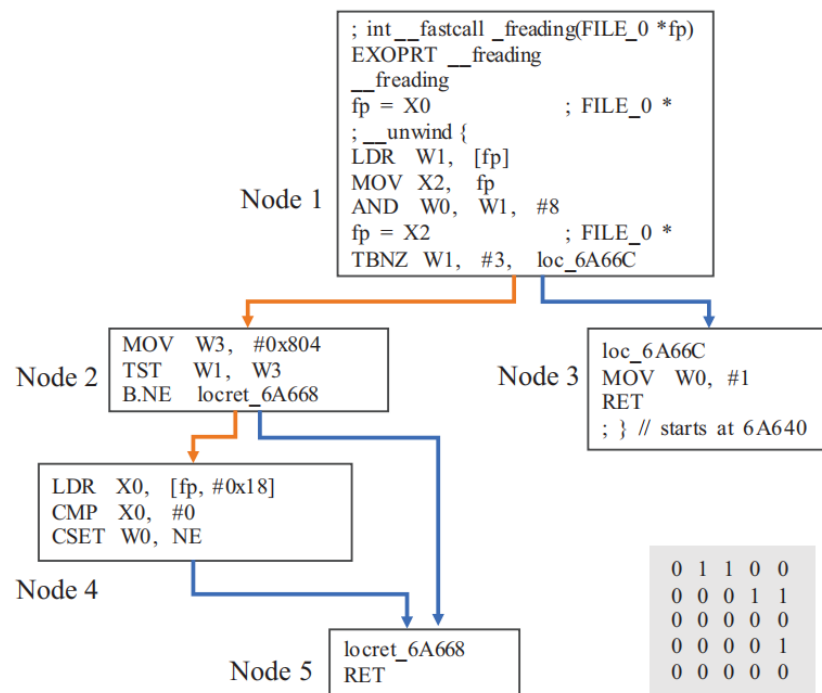 ; int__fastcall _freading(FILE_0 *fp)
EXOPRT __freading
__freading
fp = X0 ; FILE_0 *
; __unwind {
LDR W1, [fp]
MOV X2, fp
AND W0, W1, #8
fp = X2 ; FILE_0 *
TBNZ W1, #3, loc_6A66C
Node 1
MOV W3, #0x804
TST W1, W3
B.NE locret_6A668
Node 2
loc_6A66C
MOV W0, #1
RET
; } // starts at 6A640
Node 3
LDR X0, [fp, #0x18]
CMP X0, #0
CSET W0, NE
Node 4
locret_6A668
RET
Node 5
0 1 1 0 0
0 0 0 1 1
0 0 0 0 0
0 0 0 0 1
0 0 0 0 0